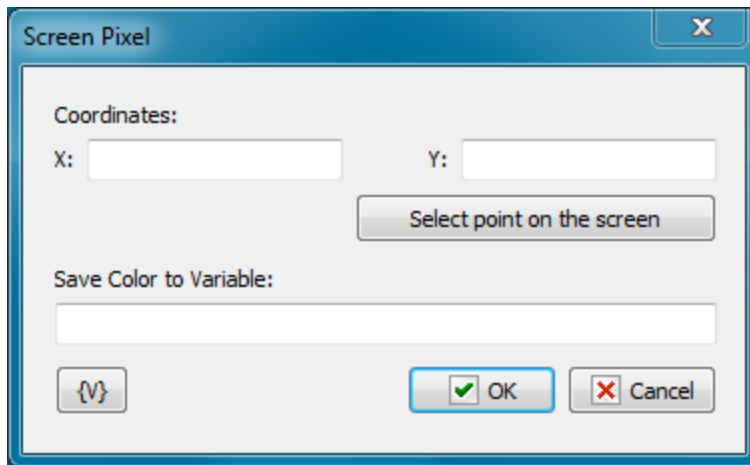 Screen Pixel
Coordinates:
X: Y:
Select point on the screen
Save Color to Variable:
{V} OK Cancel